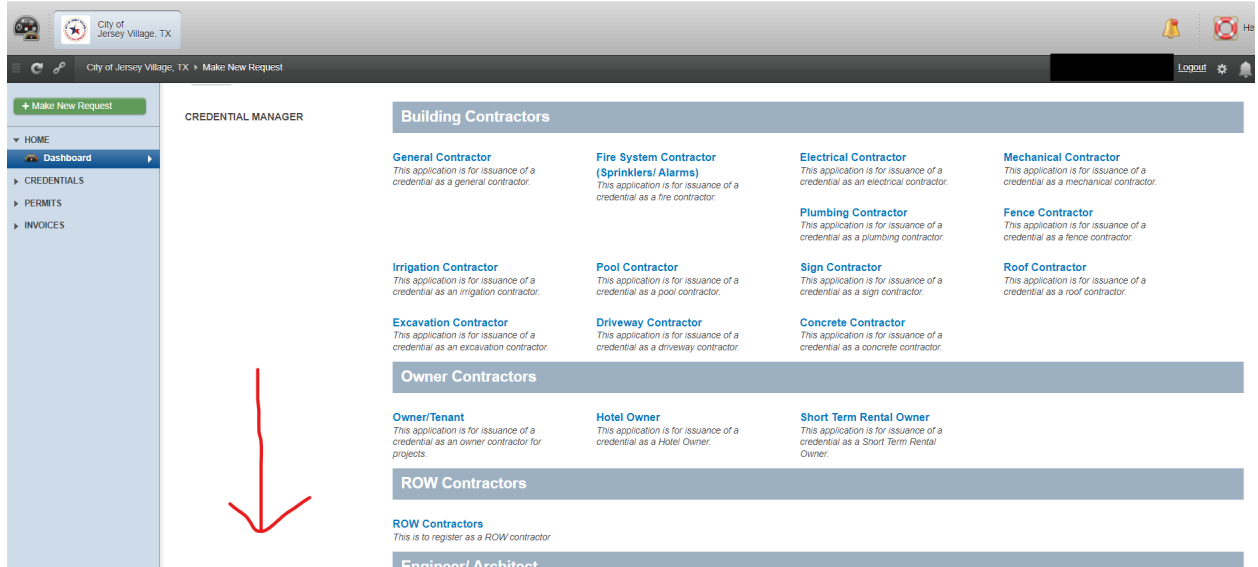 City of
Jersey Village, TX
City of Jersey Village, TX Make New Request
Logout
+ Make New Request
HOME
Dashboard
CREDENTIALS
PERMITS
INVOICES
CREDENTIAL MANAGER
Building Contractors
General Contractor
This application is for issuance of a
credential as a general contractor.
Fire System Contractor
(Sprinklers/ Alarms)
This application is for issuance of a
credential as a fire contractor.
Electrical Contractor
This application is for issuance of a
credential as an electrical contractor.
Mechanical Contractor
This application is for issuance of a
credential as a mechanical contractor.
Plumbing Contractor
This application is for issuance of a
credential as a plumbing contractor.
Fence Contractor
This application is for issuance of a
credential as a fence contractor.
Irrigation Contractor
This application is for issuance of a
credential as an irrigation contractor.
Pool Contractor
This application is for issuance of a
credential as a pool contractor.
Sign Contractor
This application is for issuance of a
credential as a sign contractor.
Roof Contractor
This application is for issuance of a
credential as a roof contractor.
Excavation Contractor
This application is for issuance of a
credential as an excavation contractor.
Driveway Contractor
This application is for issuance of a
credential as a driveway contractor.
Concrete Contractor
This application is for issuance of a
credential as a concrete contractor.
Owner Contractors
Owner/Tenant
This application is for issuance of a
credential as an owner contractor for
projects.
Hotel Owner
This application is for issuance of a
credential as a Hotel Owner.
Short Term Rental Owner
This application is for issuance of a
credential as a Short Term Rental
Owner.
ROW Contractors
ROW Contractors
This is to register as a ROW contractor
Engineer/ Architect